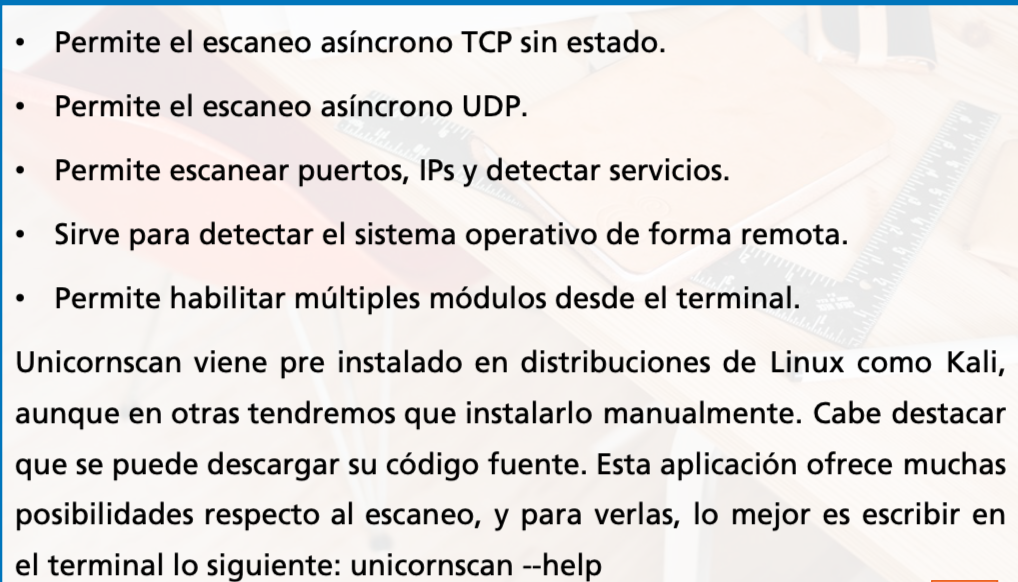 • Permite el escaneo asíncrono TCP sin estado.
• Permite el escaneo asíncrono UDP.
• Permite escanear puertos, IPs y detectar servicios.
• Sirve para detectar el sistema operativo de forma remota.
• Permite habilitar múltiples módulos desde el terminal.
Unicornscan viene pre instalado en distribuciones de Linux como Kali,
aunque en otras tendremos que instalarlo manualmente. Cabe destacar
que se puede descargar su código fuente. Esta aplicación ofrece muchas
posibilidades respecto al escaneo, y para verlas, lo mejor es escribir en
el terminal lo siguiente: unicornscan --help